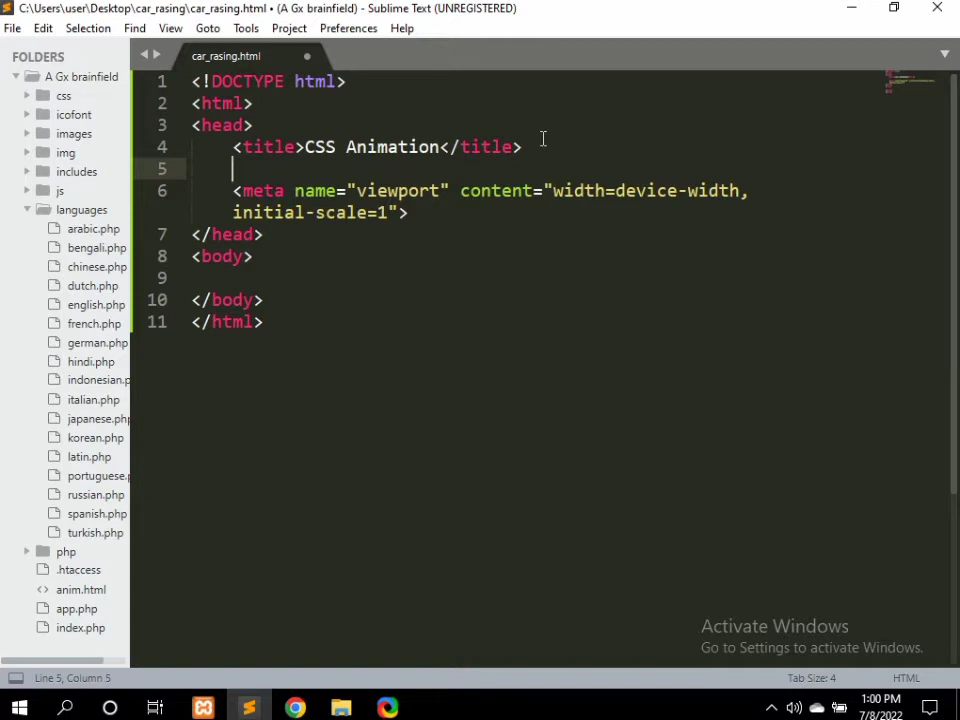 C:\Users\user\Desktop\car_rasing\car_rasing.html • (A Gx brainfield) - Sublime Text (UNREGISTERED)
File Edit Selection Find View Goto Tools Project Preferences Help
FOLDERS
A Gx brainfield
css
icofont
images
img
includes
js
languages
arabic.php
bengali.php
chinese.php
dutch.php
english.php
french.php
german.php
hindi.php
indonesian.p
italian.php
japanese.php
korean.php
latin.php
portuguese.
russian.php
spanish.php
turkish.php
php
.htaccess
anim.html
app.php
index.php
car_rasing.html
1 <!DOCTYPE html>
2 <html>
3 <head>
4 <title>CSS Animation</title>
5
6 <meta name="viewport" content="width=device-width,
initial-scale=1">
7 </head>
8 <body>
9
10 </body>
11 </html>
Activate Windows
Go to Settings to activate Windows.
Line 5, Column 5 Tab Size: 4 HTML
1:00 PM
7/8/2022